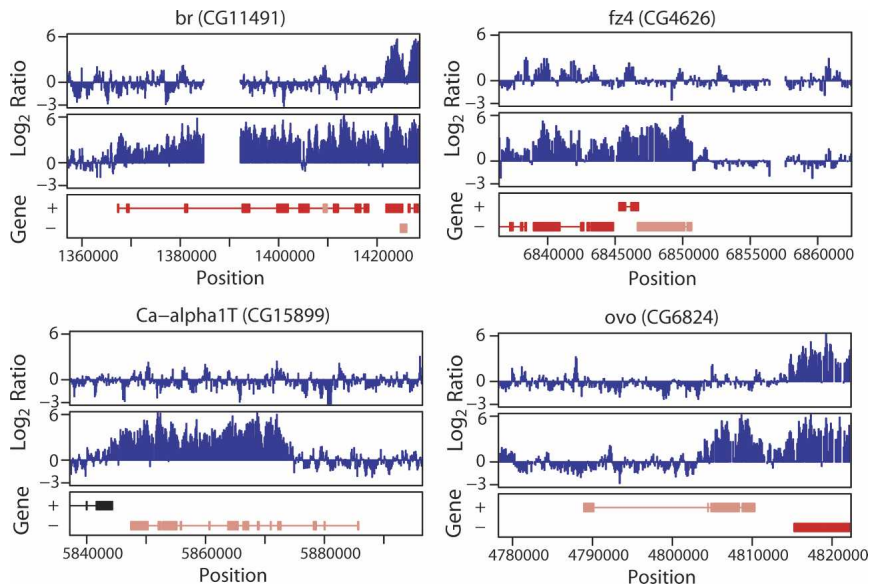 br (CG11491)
fz4 (CG4626)
6
0
−3
6
0
−3
Log2 Ratio
+
−
Gene
1360000 1380000 1400000 1420000
Position
6
0
−3
6
0
−3
Log2 Ratio
+
−
Gene
6840000 6845000 6850000 6855000 6860000
Position
Ca−alpha1T (CG15899)
ovo (CG6824)
6
0
−3
6
0
−3
Log2 Ratio
+
−
Gene
5840000 5860000 5880000
Position
6
0
−3
6
0
−3
Log2 Ratio
+
−
Gene
4780000 4790000 4800000 4810000 4820000
Position